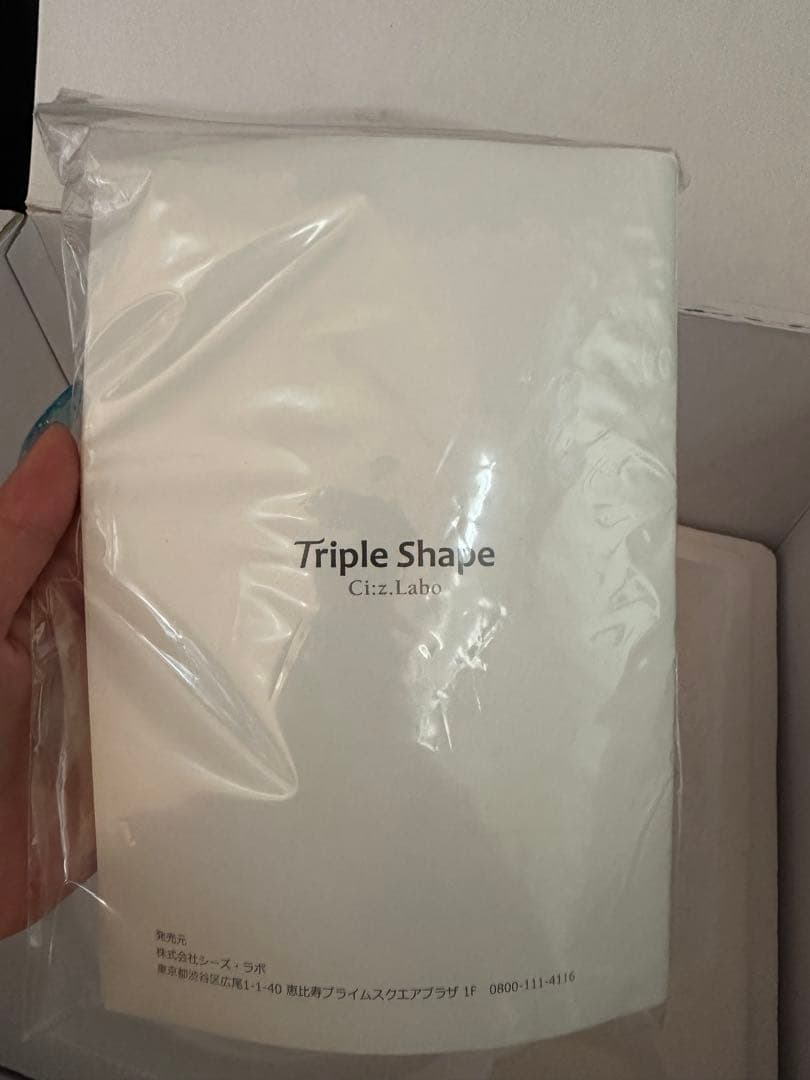 Triple Shape
Ci:z.Labo
発売元
株式会社シーズ・ラボ
東京都渋谷区広尾1-1-40 恵比寿プライムスクエアプラザ 1F 0800-111-4116